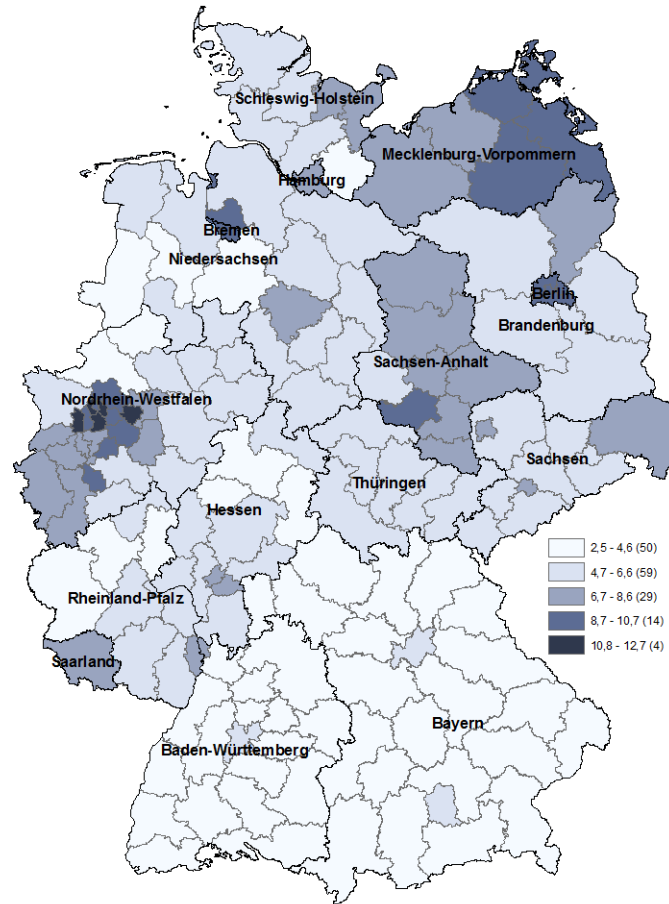 Schleswig-Holstein
Mecklenburg-Vorpommern
Hamburg
Bremen
Niedersachsen
Berlin
Brandenburg
Sachsen-Anhalt
Nordrhein-Westfalen
Sachsen
Thüringen
Hessen
2,5 - 4,6 (50)
4,7 - 6,6 (59)
6,7 - 8,6 (29)
8,7 - 10,7 (14)
10,8 - 12,7 (4)
Rheinland-Pfalz
Saarland
Bayern
Baden-Württemberg